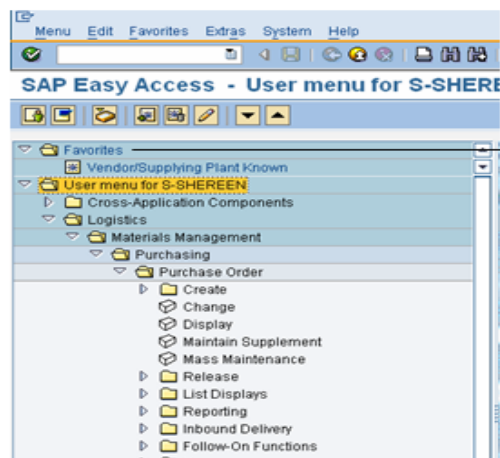 Menu Edit Favorites Extras System Help
SAP Easy Access - User menu for S-SHERE
Favorites
Vendor/Supplying Plant Known
User menu for S-SHEREEN
Cross-Application Components
Logistics
Materials Management
Purchasing
Purchase Order
Create
Change
Display
Maintain Supplement
Mass Maintenance
Release
List Displays
Reporting
Inbound Delivery
Follow-On Functions